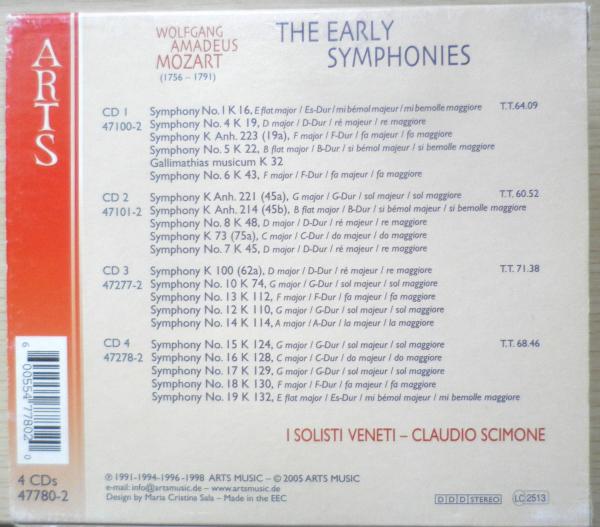 ARTS
WOLFGANG
AMADEUS
MOZART
(1756 – 1791)
THE EARLY
SYMPHONIES
CD 1 Symphony No.1 K 16, E flat major / Es-Dur / mi bémol majeur / mi bemolle maggiore T.T.64.09
47100-2 Symphony No. 4 K 19, D major / D-Dur / ré majeur / re maggiore
Symphony K Anh. 223 (19a), F major / F-Dur / fa majeur / fa maggiore
Symphony No. 5 K 22, B flat major / B-Dur / si bémol majeur / si bemolle maggiore
Gallimathias musicum K 32
Symphony No. 6 K 43, F major / F-Dur / fa majeur / fa maggiore
CD 2 Symphony K Anh. 221 (45a), G major / G-Dur / sol majeur / sol maggiore T.T. 60.52
47101-2 Symphony K Anh. 214 (45b), B flat major / B-Dur / si bémol majeur / si bemolle maggiore
Symphony No. 8 K 48, D major / D-Dur / ré majeur / re maggiore
Symphony K 73 (75a), C major / C-Dur / do majeur / do maggiore
Symphony No. 7 K 45, D major / D-Dur / ré majeur / re maggiore
CD 3 Symphony K 100 (62a), D major / D-Dur / ré majeur / re maggiore T.T. 71.38
47277-2 Symphony No. 10 K 74, G major / G-Dur / sol majeur / sol maggiore
Symphony No. 13 K 112, F major / F-Dur / fa majeur / fa maggiore
Symphony No. 12 K 110, G major / G-Dur / sol majeur / sol maggiore
Symphony No. 14 K 114, A major / A-Dur / la majeur / la maggiore
CD 4 Symphony No. 15 K 124, G major / G-Dur / sol majeur / sol maggiore T.T. 68.46
47278-2 Symphony No. 16 K 128, C major / C-Dur / do majeur / do maggiore
Symphony No. 17 K 129, G major / G-Dur / sol majeur / sol maggiore
Symphony No. 18 K 130, F major / F-Dur / fa majeur / fa maggiore
Symphony No. 19 K 132, E flat major / Es-Dur / mi bémol majeur / mi bemolle maggiore
I SOLISTI VENETI – CLAUDIO SCIMONE
6 00554 77802 0
4 CDs
47780-2
℗ 1991-1994-1996-1998 ARTS MUSIC – © 2005 ARTS MUSIC
e-mail: info@artsmusic.de – www.artsmusic.de
Design by Maria Cristina Sala – Made in the EEC
D D D STEREO
LC 2513